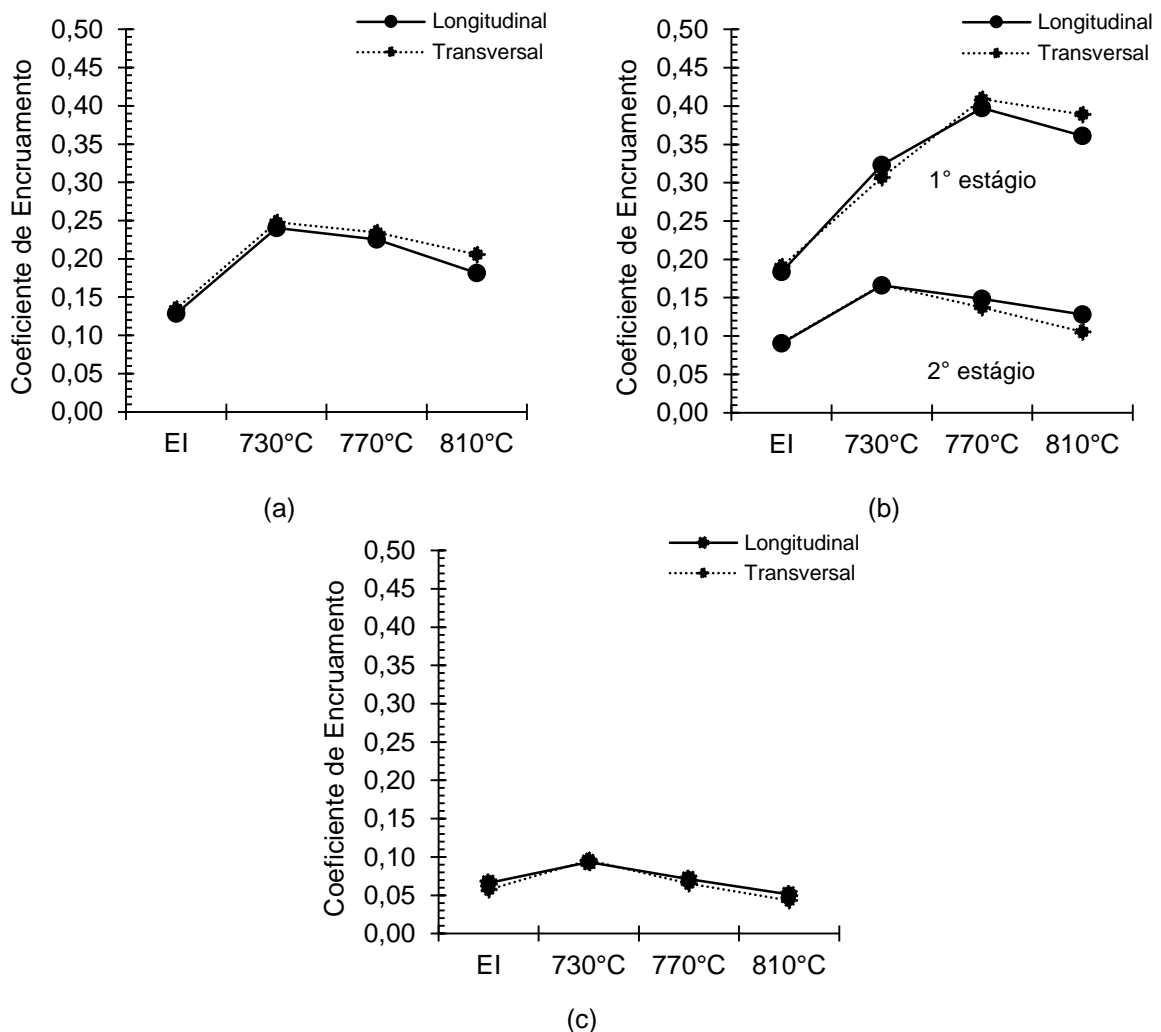 Longitudinal
Transversal
Coeficiente de Encruamento
0,50
0,45
0,40
0,35
0,30
0,25
0,20
0,15
0,10
0,05
0,00
EI 730°C 770°C 810°C
(a)
Longitudinal
Transversal
Coeficiente de Encruamento
0,50
0,45
0,40
0,35
0,30
0,25
0,20
0,15
0,10
0,05
0,00
1° estágio
2° estágio
EI 730°C 770°C 810°C
(b)
Longitudinal
Transversal
Coeficiente de Encruamento
0,50
0,45
0,40
0,35
0,30
0,25
0,20
0,15
0,10
0,05
0,00
EI 730°C 770°C 810°C
(c)